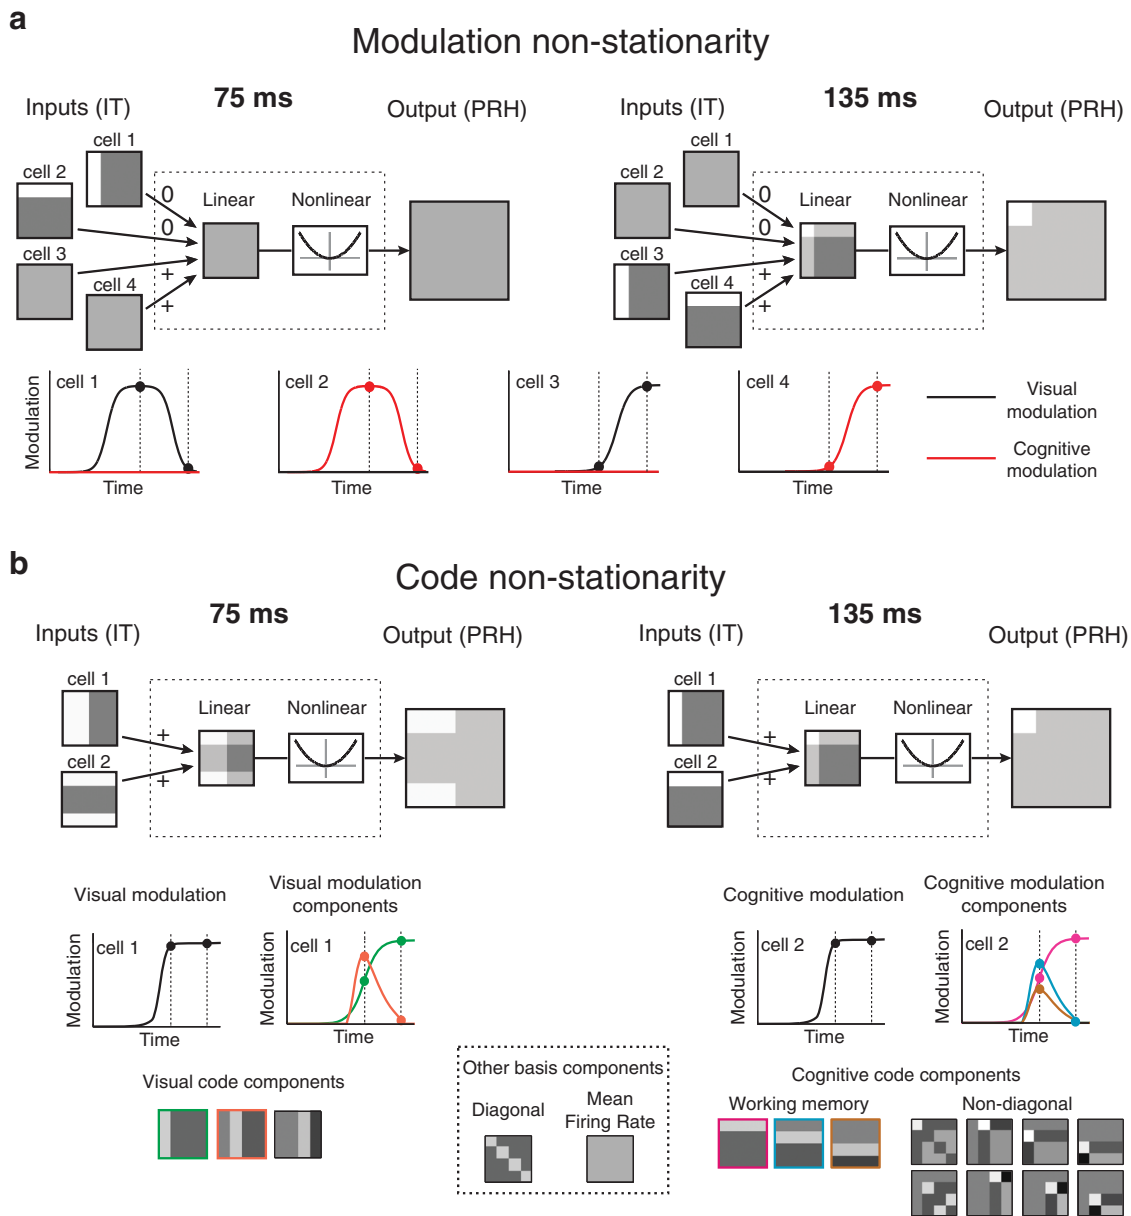 a
Modulation non-stationarity
75 ms
135 ms
Inputs (IT)
Output (PRH)
Inputs (IT)
Output (PRH)
cell 1
cell 2
cell 3
cell 4
0
0
+
+
Linear
Nonlinear
cell 1
cell 2
cell 3
cell 4
0
0
+
+
Linear
Nonlinear
Modulation
cell 1
Time
cell 2
Time
cell 3
Time
cell 4
Time
Visual
modulation
Cognitive
modulation
b
Code non-stationarity
75 ms
135 ms
Inputs (IT)
Output (PRH)
Inputs (IT)
Output (PRH)
cell 1
cell 2
+
+
Linear
Nonlinear
cell 1
cell 2
+
+
Linear
Nonlinear
Visual modulation
Modulation
cell 1
Time
Visual modulation
components
Modulation
cell 1
Time
Cognitive modulation
Modulation
cell 2
Time
Cognitive modulation
components
Modulation
cell 2
Time
Visual code components
Other basis components
Diagonal
Mean
Firing Rate
Cognitive code components
Working memory
Non-diagonal